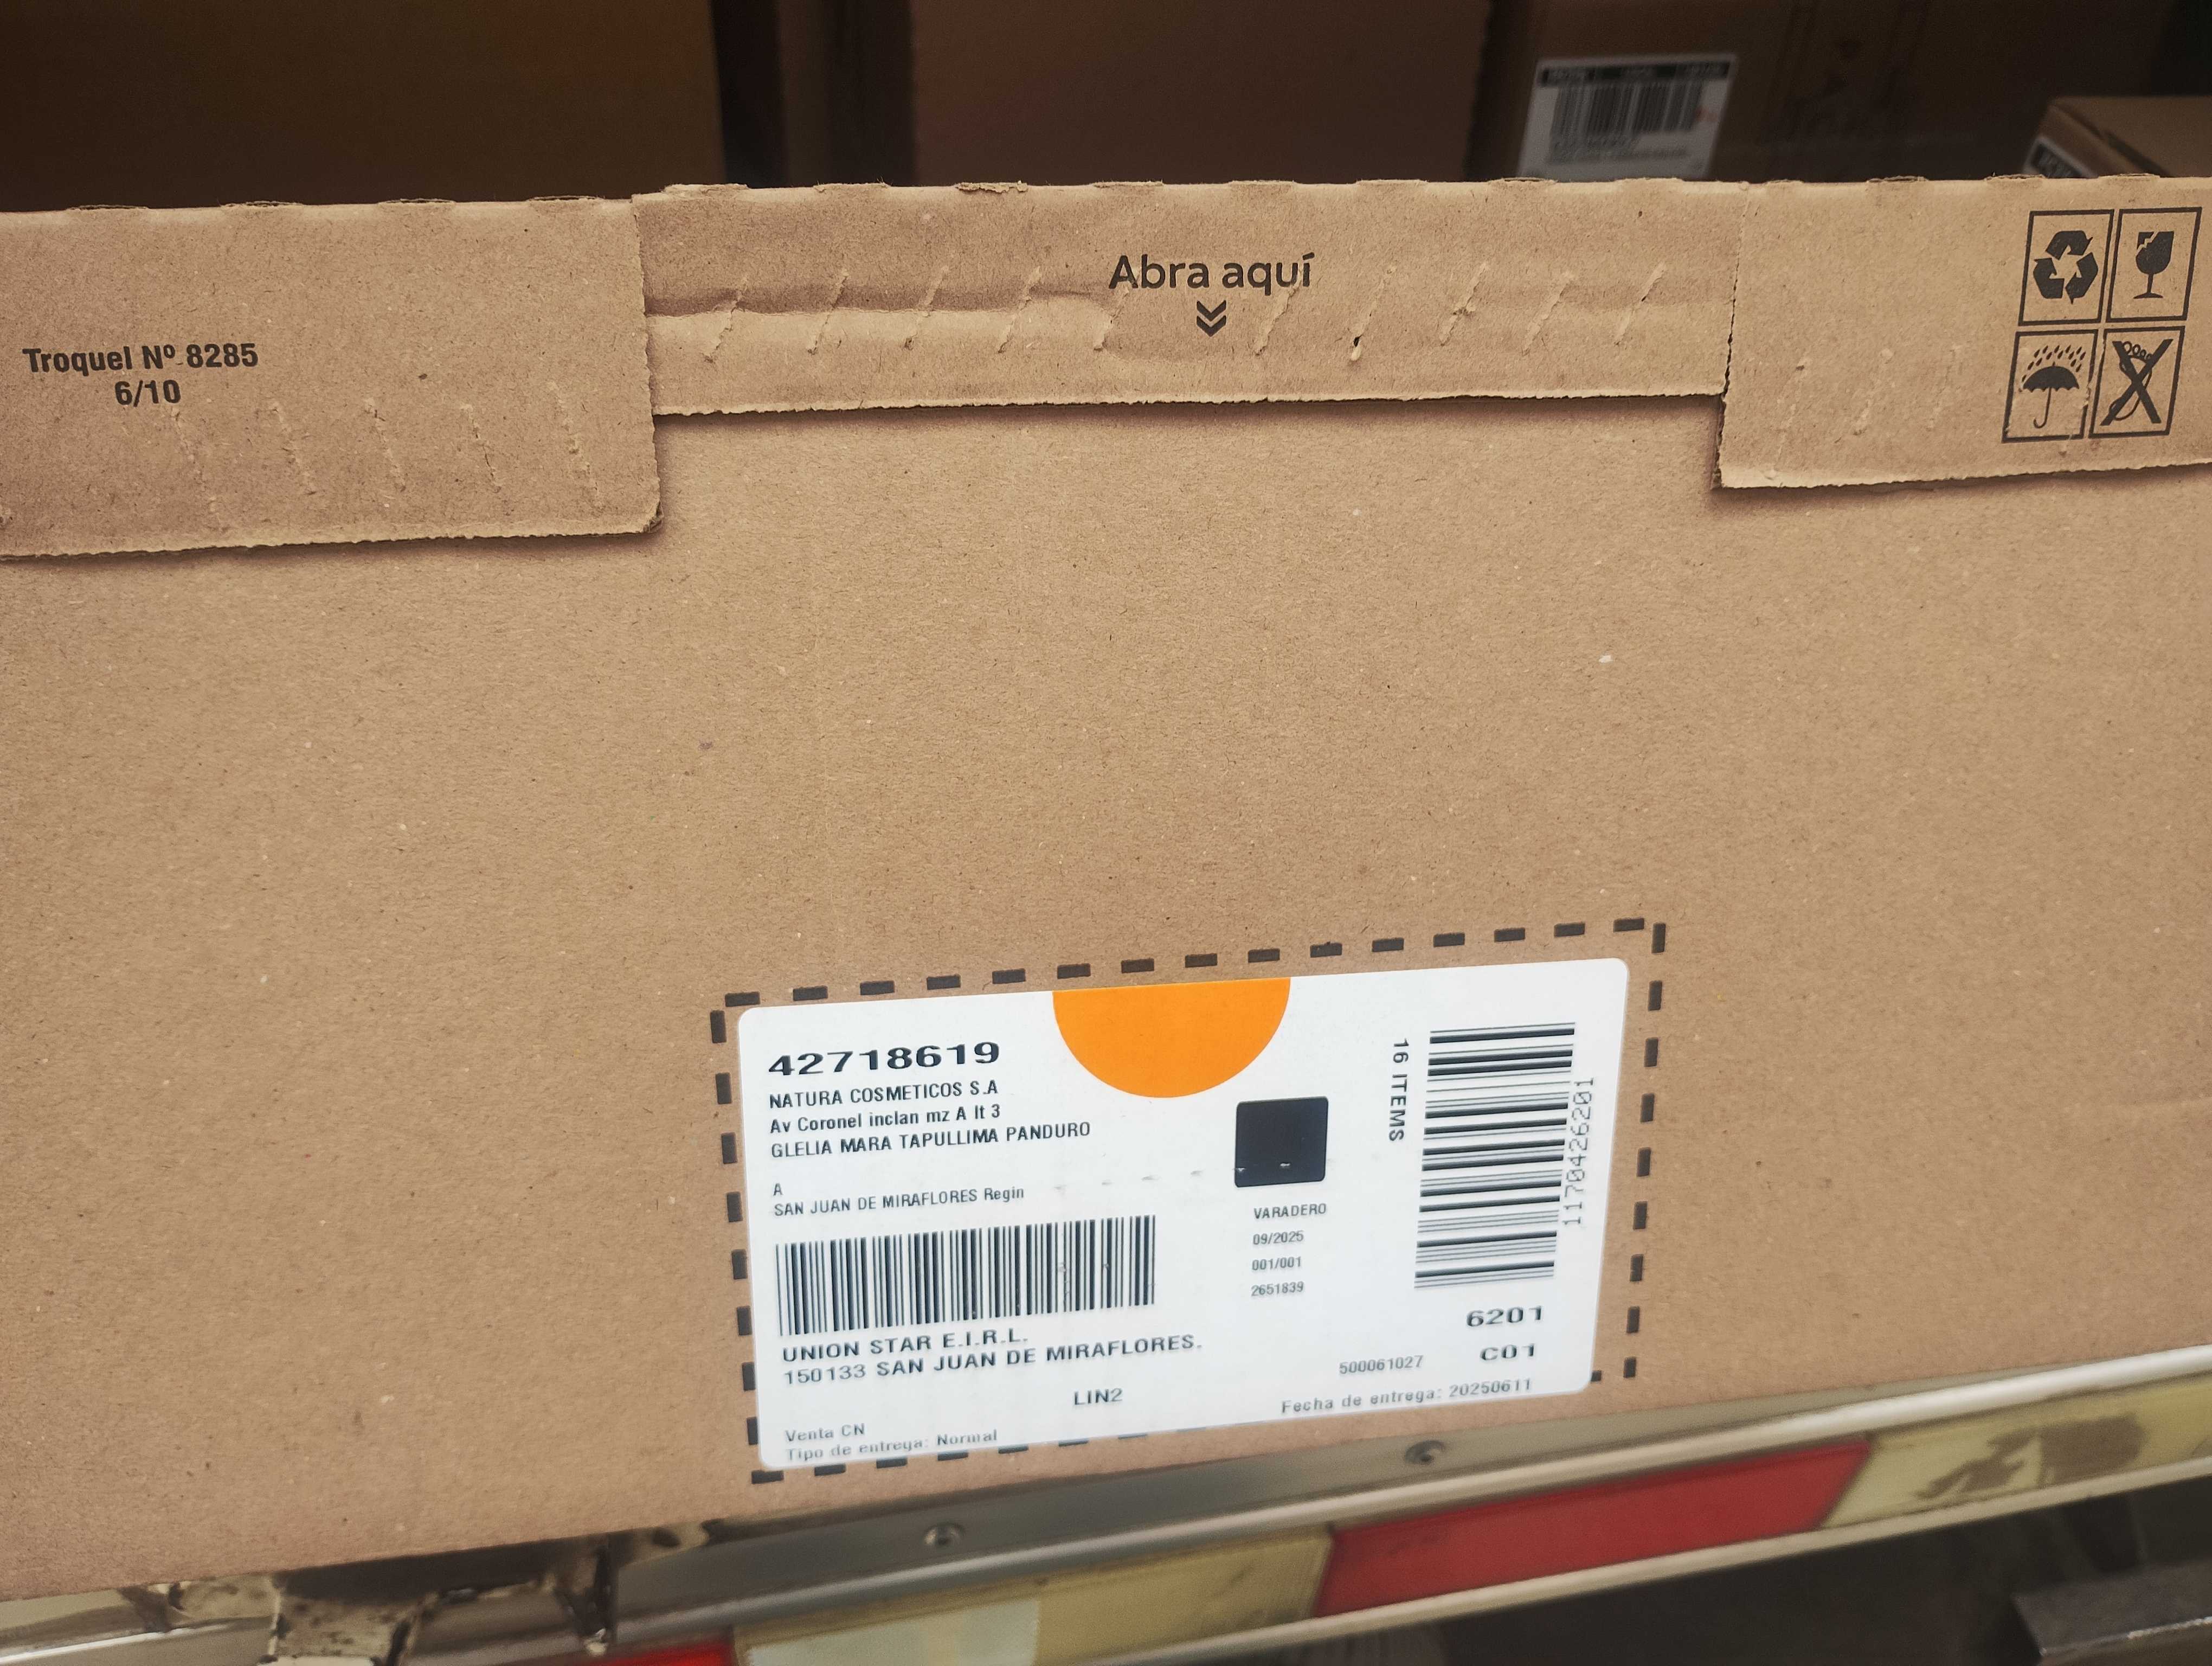 Abra aquí
Troquel Nº 8285
6/10
42718619
NATURA COSMETICOS S.A
Av Coronel inclan mz A lt 3
GLELIA MARA TAPULLIMA PANDURO
A
SAN JUAN DE MIRAFLORES Regin
UNION STAR E.I.R.L.
150133 SAN JUAN DE MIRAFLORES.
LIN2
Venta CN
Tipo de entrega: Normal
VARADERO
09/2025
001/001
2651839
16 ITEMS
1170426201
6201
C01
500061027
Fecha de entrega: 20250611